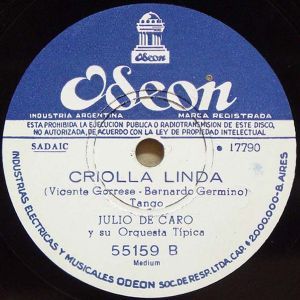 Odeon
Odeon
INDUSTRIA ARGENTINA MARCA REGISTRADA
ESTA PROHIBIDA LA EJECUCION PUBLICA O RADIOTRANSMISION DE ESTE DISCO,
NO AUTORIZADA, DE ACUERDO CON LA LEY DE PROPIEDAD INTELECTUAL
SADAIC 17790
CRIOLLA LINDA
(Vicente Gorrese - Bernardo Germino)
Tango
JULIO DE CARO
y su Orquesta Típica
55159 B
Medium
INDUSTRIAS ELECTRICAS Y MUSICALES ODEON SOC. DE RESP. LTDA. CAP. $ 2.000.000 - B. AIRES